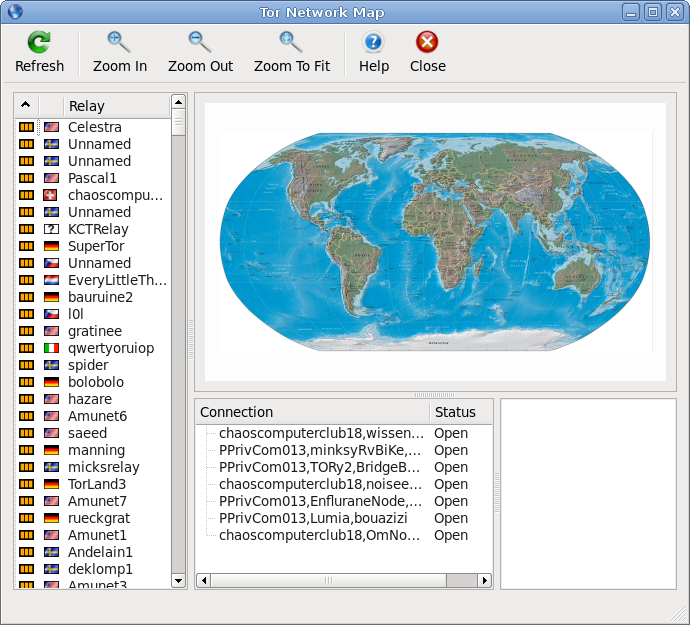 Tor Network Map
Refresh Zoom In Zoom Out Zoom To Fit Help Close
Relay
Celestra
Unnamed
Unnamed
Pascal1
chaoscompu...
Unnamed
KCTRelay
SuperTor
Unnamed
EveryLittleTh...
bauruine2
l0l
gratinee
qwertyoruiop
spider
bolobolo
hazare
Amunet6
saeed
manning
micksrelay
TorLand3
Amunet7
rueckgrat
Amunet1
Andelain1
deklomp1
Amunet3
Connection Status
chaoscomputerclub18,wissen... Open
PPrivCom013,minksyRvBiKe,... Open
PPrivCom013,TORy2,BridgeB... Open
chaoscomputerclub18,noisee... Open
PPrivCom013,EnfluraneNode,... Open
PPrivCom013,Lumia,bouazizi Open
chaoscomputerclub18,OmNo... Open